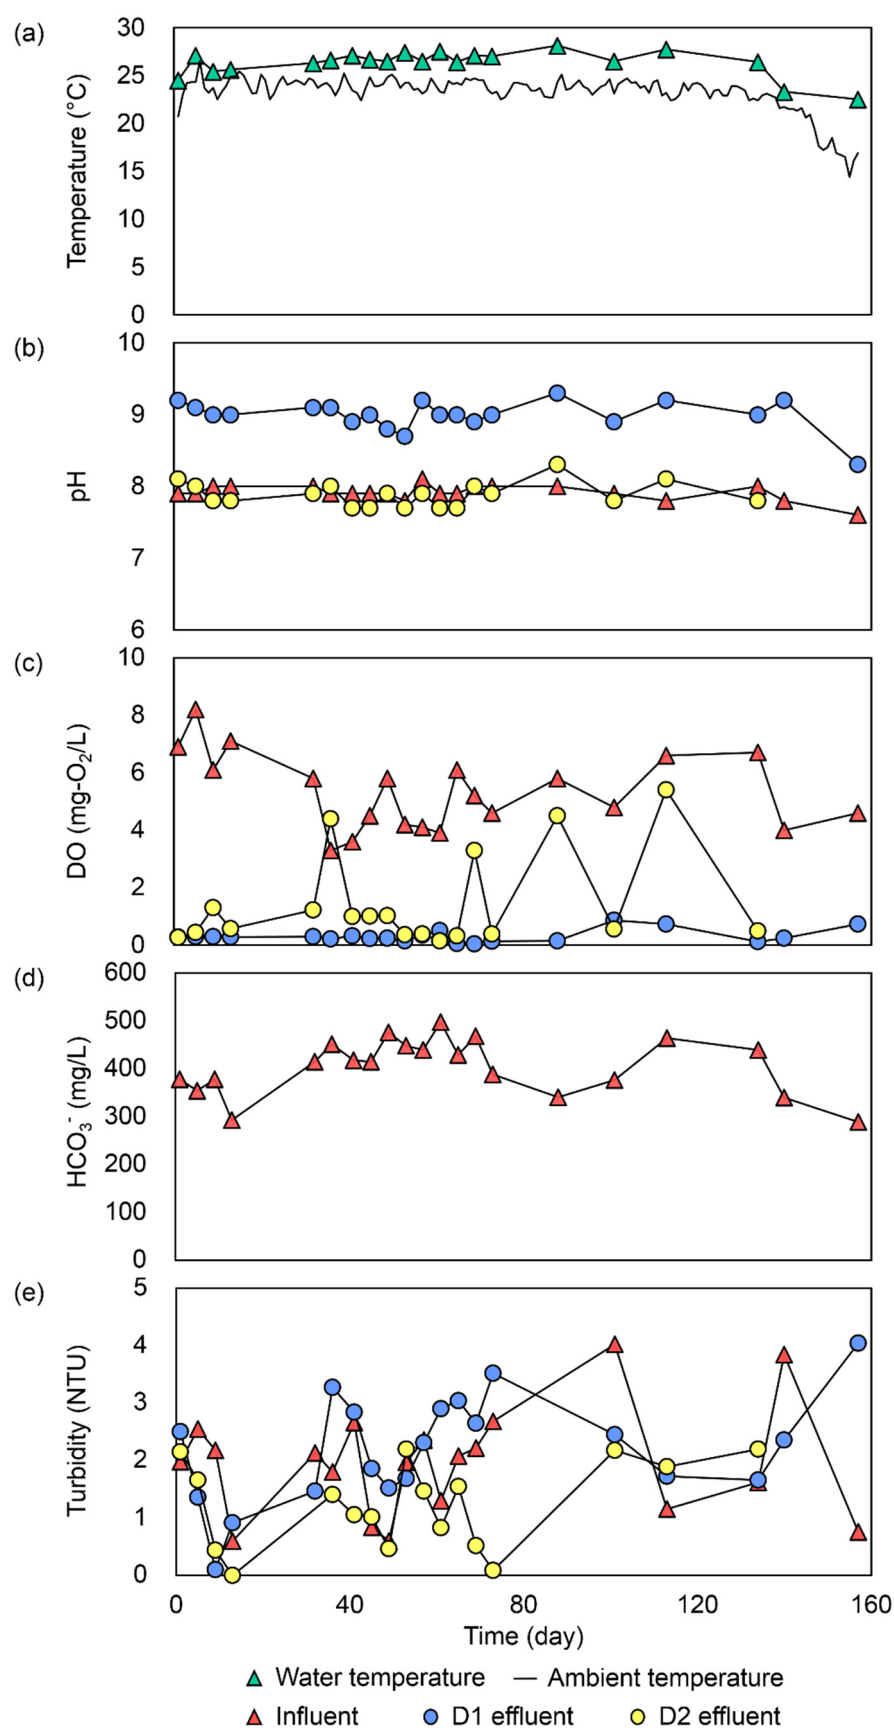 (a)
Temperature (°C)
30
25
20
15
10
5
0
(b)
pH
10
9
8
7
6
(c)
DO (mg-O₂/L)
10
8
6
4
2
0
(d)
HCO₃⁻ (mg/L)
600
500
400
300
200
100
0
(e)
Turbidity (NTU)
5
4
3
2
1
0
0 40 80 120 160
Time (day)
Water temperature Ambient temperature
Influent D1 effluent D2 effluent